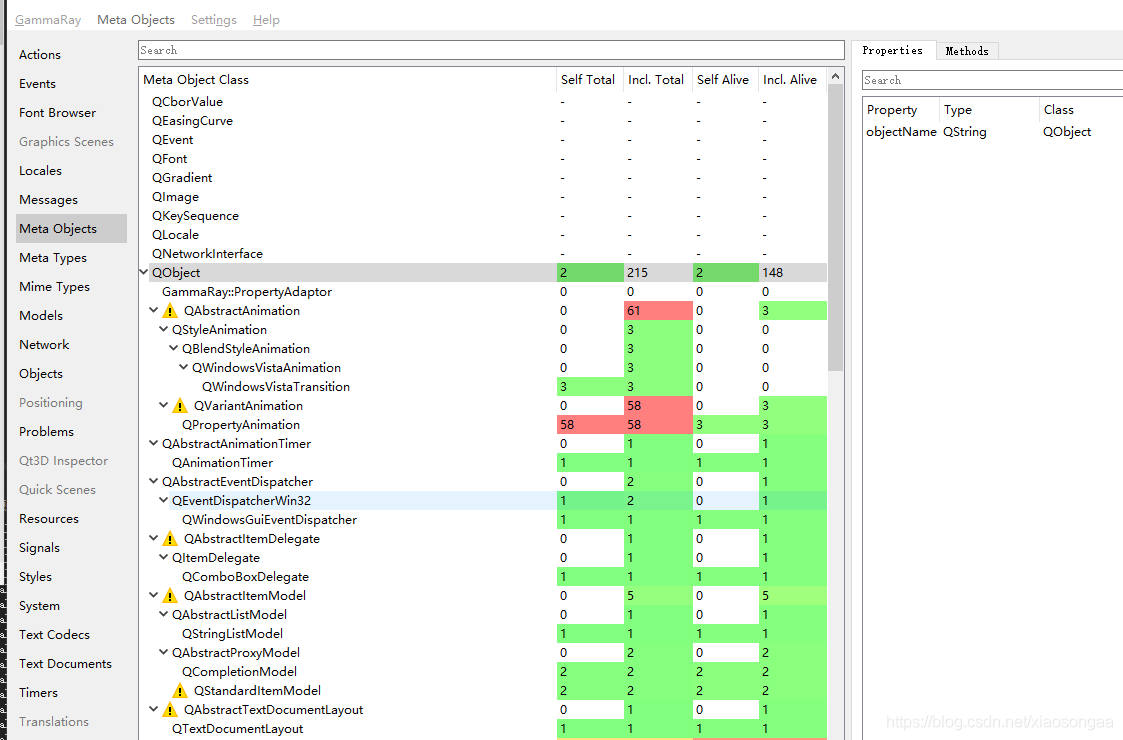 GammaRay Meta Objects Settings Help
Actions
Events
Font Browser
Graphics Scenes
Locales
Messages
Meta Objects
Meta Types
Mime Types
Models
Network
Objects
Positioning
Problems
Qt3D Inspector
Quick Scenes
Resources
Signals
Styles
System
Text Codecs
Text Documents
Timers
Translations
Search
Meta Object Class Self Total Incl. Total Self Alive Incl. Alive
QCborValue - - - -
QEasingCurve - - - -
QEvent - - - -
QFont - - - -
QGradient - - - -
QImage - - - -
QKeySequence - - - -
QLocale - - - -
QNetworkInterface - - - -
QObject 2 215 2 148
GammaRay::PropertyAdaptor 0 0 0 0
QAbstractAnimation 0 61 0 3
QStyleAnimation 0 3 0 0
QBlendStyleAnimation 0 3 0 0
QWindowsVistaAnimation 0 3 0 0
QWindowsVistaTransition 3 3 0 0
QVariantAnimation 0 58 0 3
QPropertyAnimation 58 58 3 3
QAbstractAnimationTimer 0 1 0 1
QAnimationTimer 1 1 1 1
QAbstractEventDispatcher 0 2 0 1
QEventDispatcherWin32 1 2 0 1
QWindowsGuiEventDispatcher 1 1 1 1
QAbstractItemDelegate 0 1 0 1
QItemDelegate 0 1 0 1
QComboBoxDelegate 1 1 1 1
QAbstractItemModel 0 5 0 5
QAbstractListModel 0 1 0 1
QStringListModel 1 1 1 1
QAbstractProxyModel 0 2 0 2
QCompletionModel 2 2 2 2
QStandardItemModel 2 2 2 2
QAbstractTextDocumentLayout 0 1 0 1
QTextDocumentLayout 1 1 1 1
Properties Methods
Search
Property Type Class
objectName QString QObject
https://blog.csdn.net/xiaosongaa